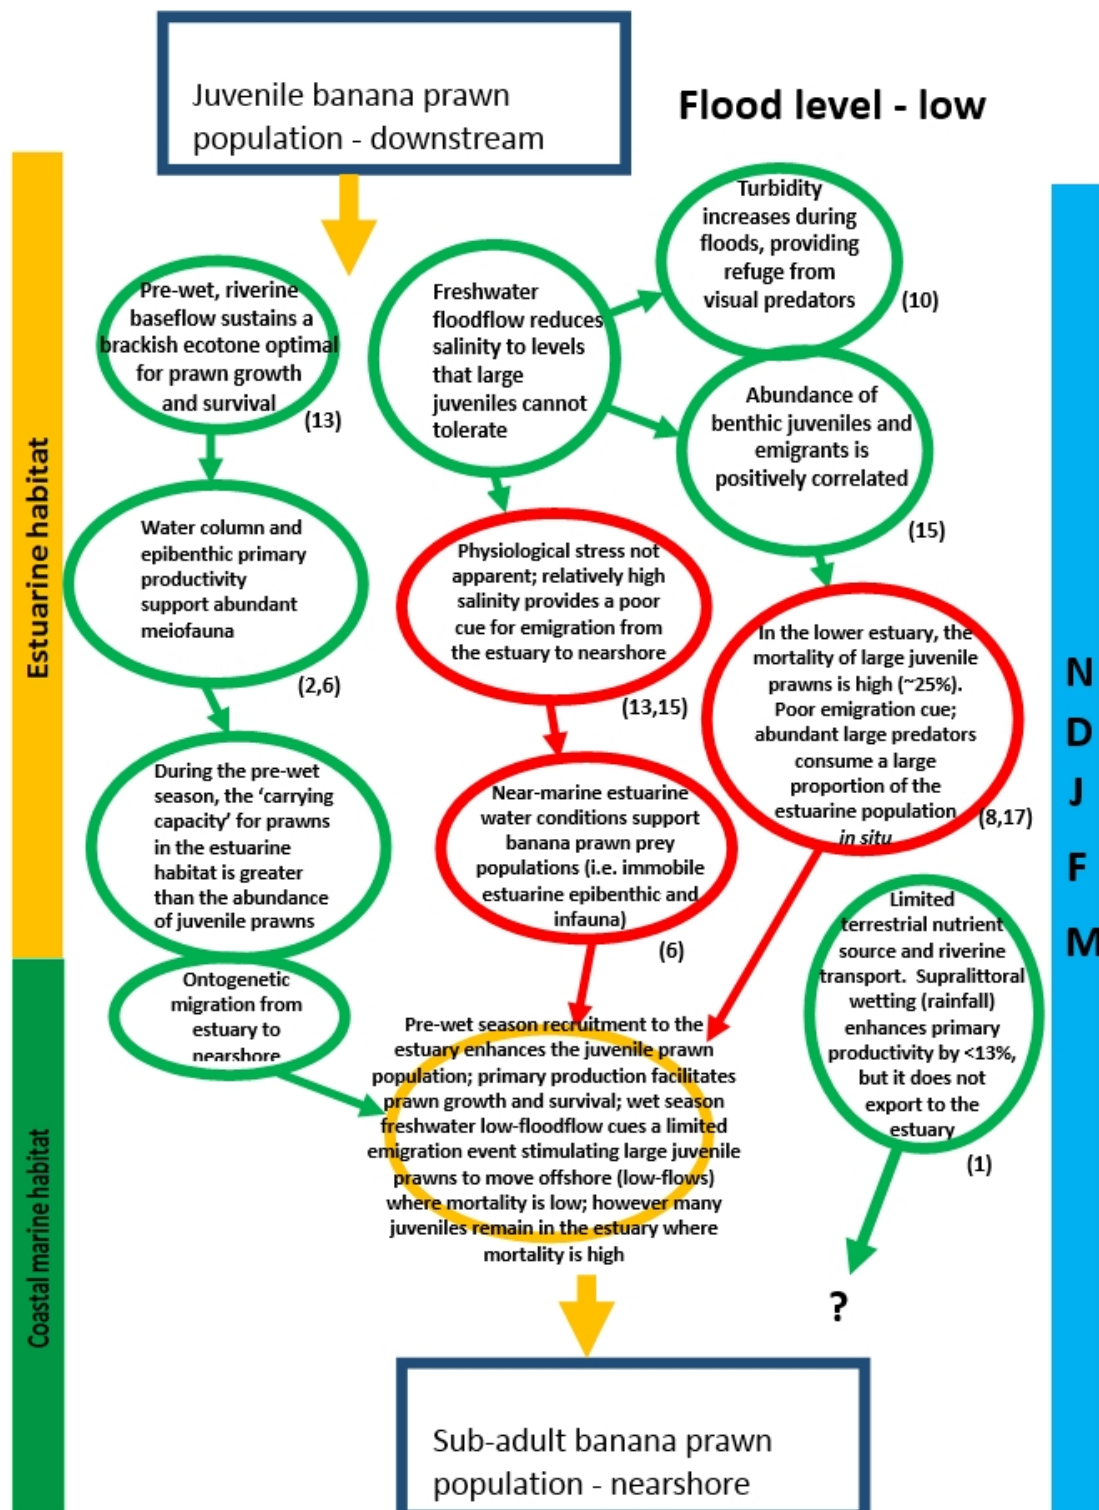 Juvenile banana prawn
population - downstream
Flood level - low
Estuarine habitat
Coastal marine habitat
Pre-wet, riverine
baseflow sustains a
brackish ecotone optimal
for prawn growth
and survival
(13)
Water column and
epibenthic primary
productivity
support abundant
meiofauna
(2,6)
During the pre-wet
season, the ‘carrying
capacity’ for prawns
in the estuarine
habitat is greater
than the abundance
of juvenile prawns
Ontogenetic
migration from
estuary to
nearshore
Freshwater
floodflow reduces
salinity to levels
that large
juveniles cannot
tolerate
Turbidity
increases during
floods, providing
refuge from
visual predators
(10)
Abundance of
benthic juveniles and
emigrants is
positively correlated
(15)
Physiological stress not
apparent; relatively high
salinity provides a poor
cue for emigration from
the estuary to nearshore
(13,15)
In the lower estuary, the
mortality of large juvenile
prawns is high (~25%).
Poor emigration cue;
abundant large predators
consume a large
proportion of the
estuarine population
in situ
(8,17)
Near-marine estuarine
water conditions support
banana prawn prey
populations (i.e. immobile
estuarine epibenthic and
infauna)
(6)
Limited
terrestrial nutrient
source and riverine
transport. Supralittoral
wetting (rainfall)
enhances primary
productivity by <13%,
but it does not
export to the
estuary
(1)
?
Pre-wet season recruitment to the
estuary enhances the juvenile prawn
population; primary production facilitates
prawn growth and survival; wet season
freshwater low-floodflow cues a limited
emigration event stimulating large juvenile
prawns to move offshore (low-flows)
where mortality is low; however many
juveniles remain in the estuary where
mortality is high
Sub-adult banana prawn
population - nearshore
N
D
J
F
M